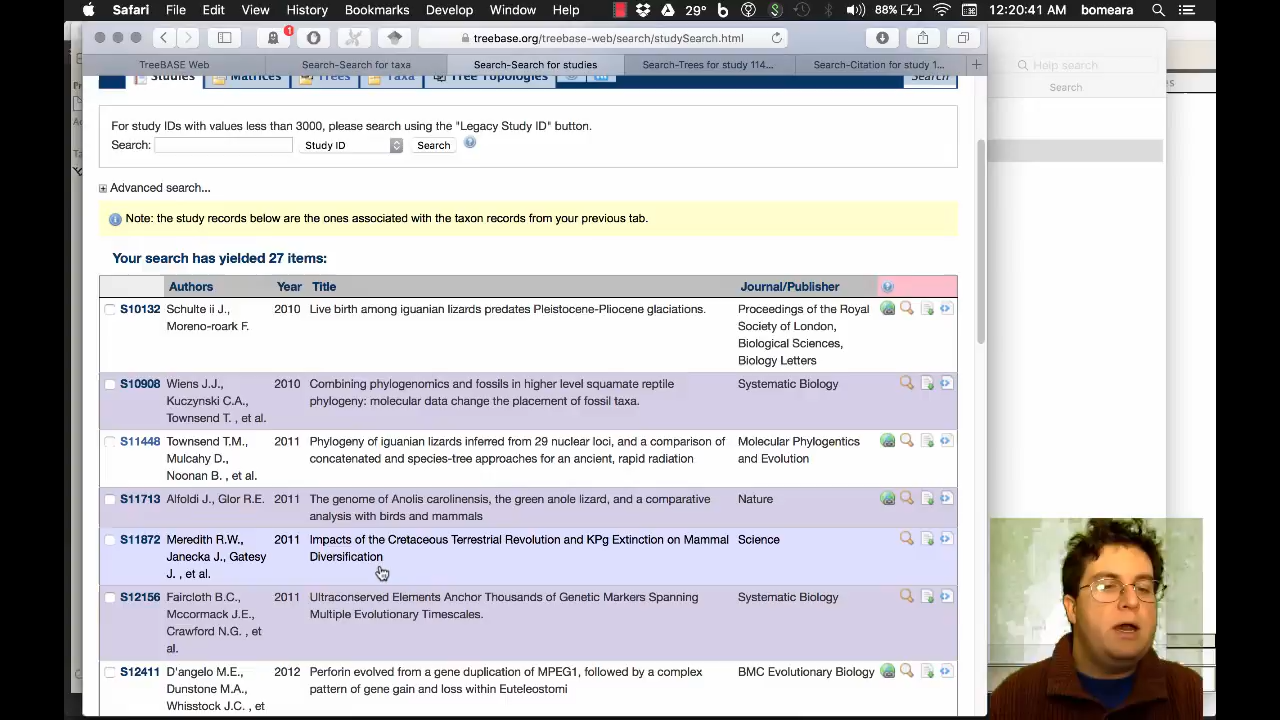 Safari File Edit View History Bookmarks Develop Window Help 29° 88% 12:20:41 AM bomeara
1 treebase.org/treebase-web/search/studySearch.html
TreeBASE Web Search-Search for taxa Search-Search for studies Search-Trees for study 114... Search-Citation for study 1... +
Help search
Search
Studies Matrices Trees Taxa Tree Topologies Search
For study IDs with values less than 3000, please search using the "Legacy Study ID" button.
Search: Study ID Search
Advanced search...
Note: the study records below are the ones associated with the taxon records from your previous tab.
Your search has yielded 27 items:
Authors Year Title Journal/Publisher
S10132 Schulte ii J., 2010 Live birth among iguanian lizards predates Pleistocene-Pliocene glaciations. Proceedings of the Royal
Moreno-roark F. Society of London,
Biological Sciences,
Biology Letters
S10908 Wiens J.J., 2010 Combining phylogenomics and fossils in higher level squamate reptile Systematic Biology
Kuczynski C.A., phylogeny: molecular data change the placement of fossil taxa.
Townsend T. , et al.
S11448 Townsend T.M., 2011 Phylogeny of iguanian lizards inferred from 29 nuclear loci, and a comparison of Molecular Phylogentics
Mulcahy D., concatenated and species-tree approaches for an ancient, rapid radiation and Evolution
Noonan B. , et al.
S11713 Alfoldi J., Glor R.E. 2011 The genome of Anolis carolinensis, the green anole lizard, and a comparative Nature
analysis with birds and mammals
S11872 Meredith R.W., 2011 Impacts of the Cretaceous Terrestrial Revolution and KPg Extinction on Mammal Science
Janecka J., Gatesy Diversification
J. , et al.
S12156 Faircloth B.C., 2011 Ultraconserved Elements Anchor Thousands of Genetic Markers Spanning Systematic Biology
Mccormack J.E., Multiple Evolutionary Timescales.
Crawford N.G. , et
al.
S12411 D'angelo M.E., 2012 Perforin evolved from a gene duplication of MPEG1, followed by a complex BMC Evolutionary Biology
Dunstone M.A., pattern of gene gain and loss within Euteleostomi
Whisstock J.C. , et